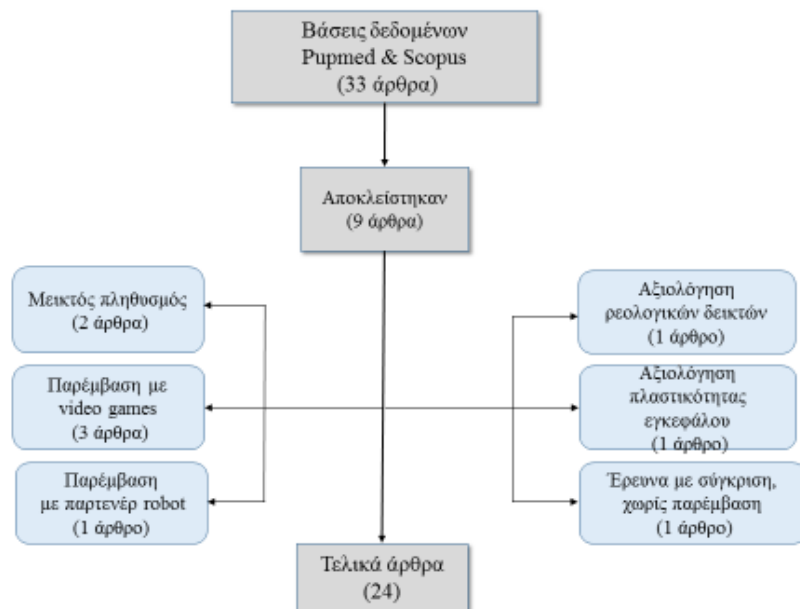 Βάσεις δεδομένων
Pupmed & Scopus
(33 άρθρα)
Αποκλείστηκαν
(9 άρθρα)
Μεικτός πληθυσμός
(2 άρθρα)
Παρέμβαση με
video games
(3 άρθρα)
Παρέμβαση
με παρτενέρ robot
(1 άρθρο)
Αξιολόγηση
ρεολογικών δεικτών
(1 άρθρο)
Αξιολόγηση
πλαστικότητας
εγκεφάλου
(1 άρθρο)
Έρευνα με σύγκριση,
χωρίς παρέμβαση
(1 άρθρο)
Τελικά άρθρα
(24)